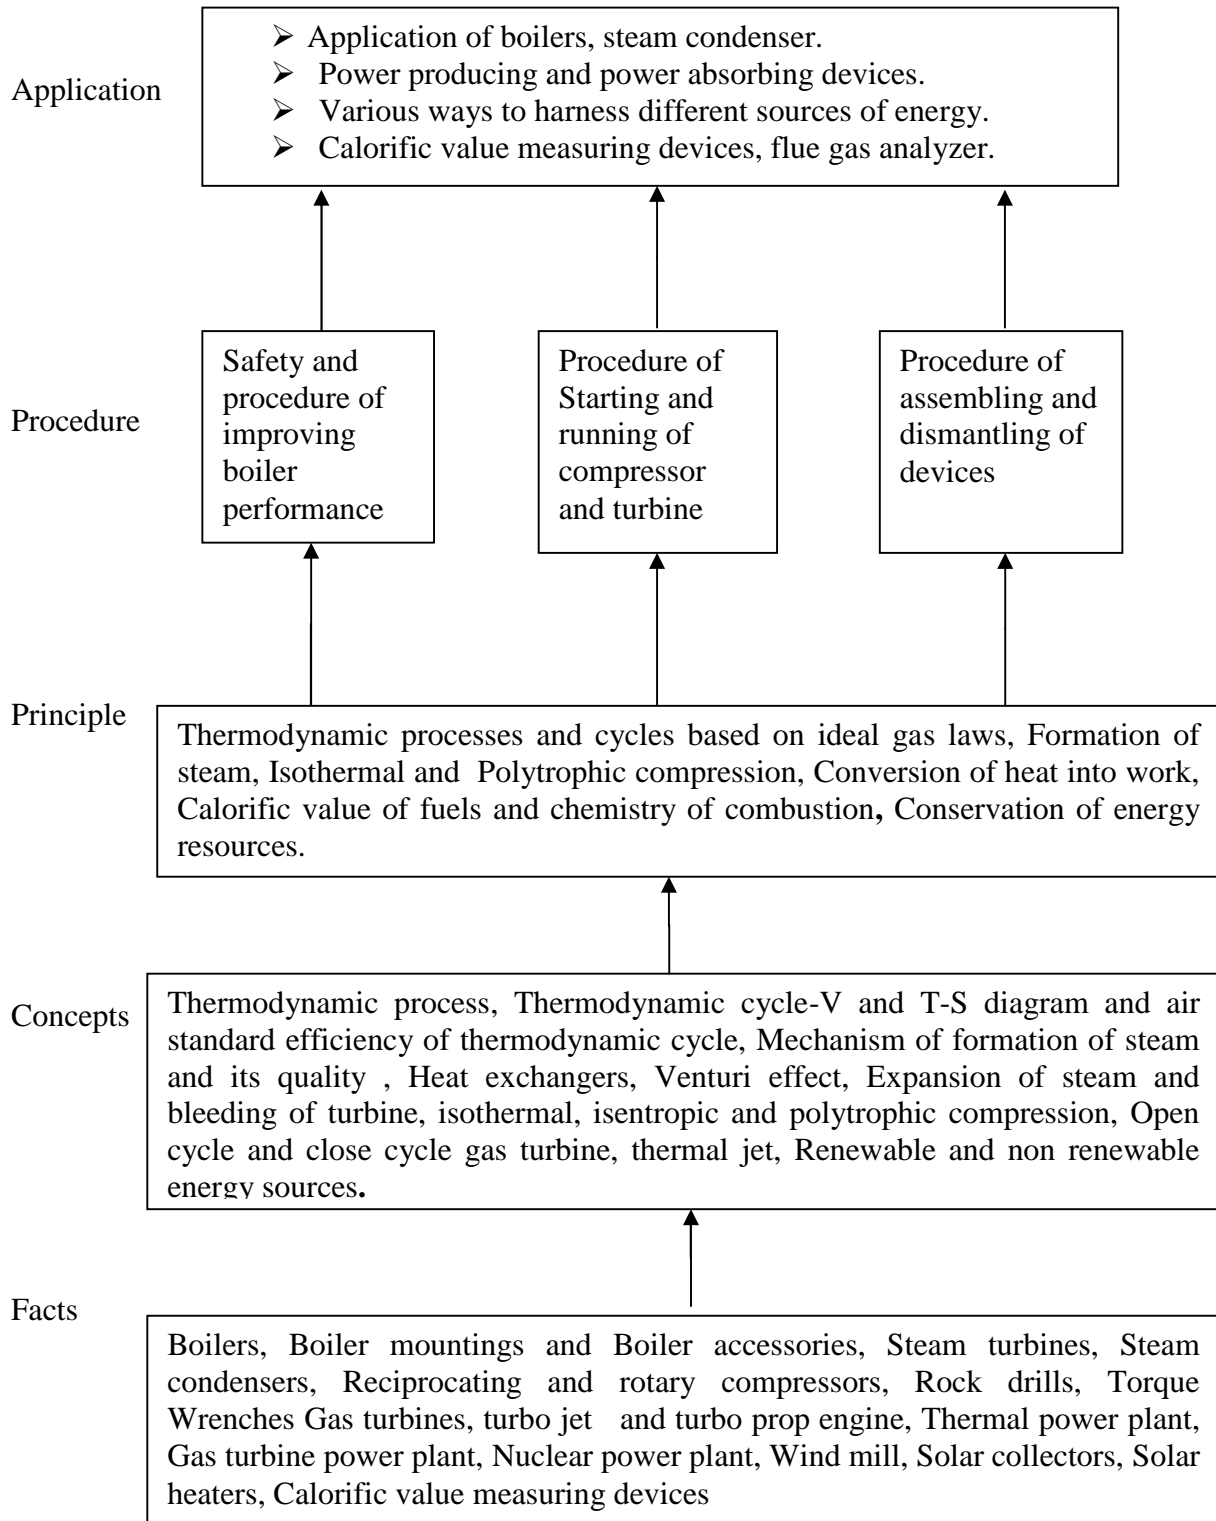 Application
➢ Application of boilers, steam condenser.
➢ Power producing and power absorbing devices.
➢ Various ways to harness different sources of energy.
➢ Calorific value measuring devices, flue gas analyzer.
Procedure
Safety and
procedure of
improving
boiler
performance
Procedure of
Starting and
running of
compressor
and turbine
Procedure of
assembling and
dismantling of
devices
Principle
Thermodynamic processes and cycles based on ideal gas laws, Formation of
steam, Isothermal and Polytrophic compression, Conversion of heat into work,
Calorific value of fuels and chemistry of combustion, Conservation of energy
resources.
Concepts
Thermodynamic process, Thermodynamic cycle-V and T-S diagram and air
standard efficiency of thermodynamic cycle, Mechanism of formation of steam
and its quality , Heat exchangers, Venturi effect, Expansion of steam and
bleeding of turbine, isothermal, isentropic and polytrophic compression, Open
cycle and close cycle gas turbine, thermal jet, Renewable and non renewable
energy sources.
Facts
Boilers, Boiler mountings and Boiler accessories, Steam turbines, Steam
condensers, Reciprocating and rotary compressors, Rock drills, Torque
Wrenches Gas turbines, turbo jet and turbo prop engine, Thermal power plant,
Gas turbine power plant, Nuclear power plant, Wind mill, Solar collectors, Solar
heaters, Calorific value measuring devices